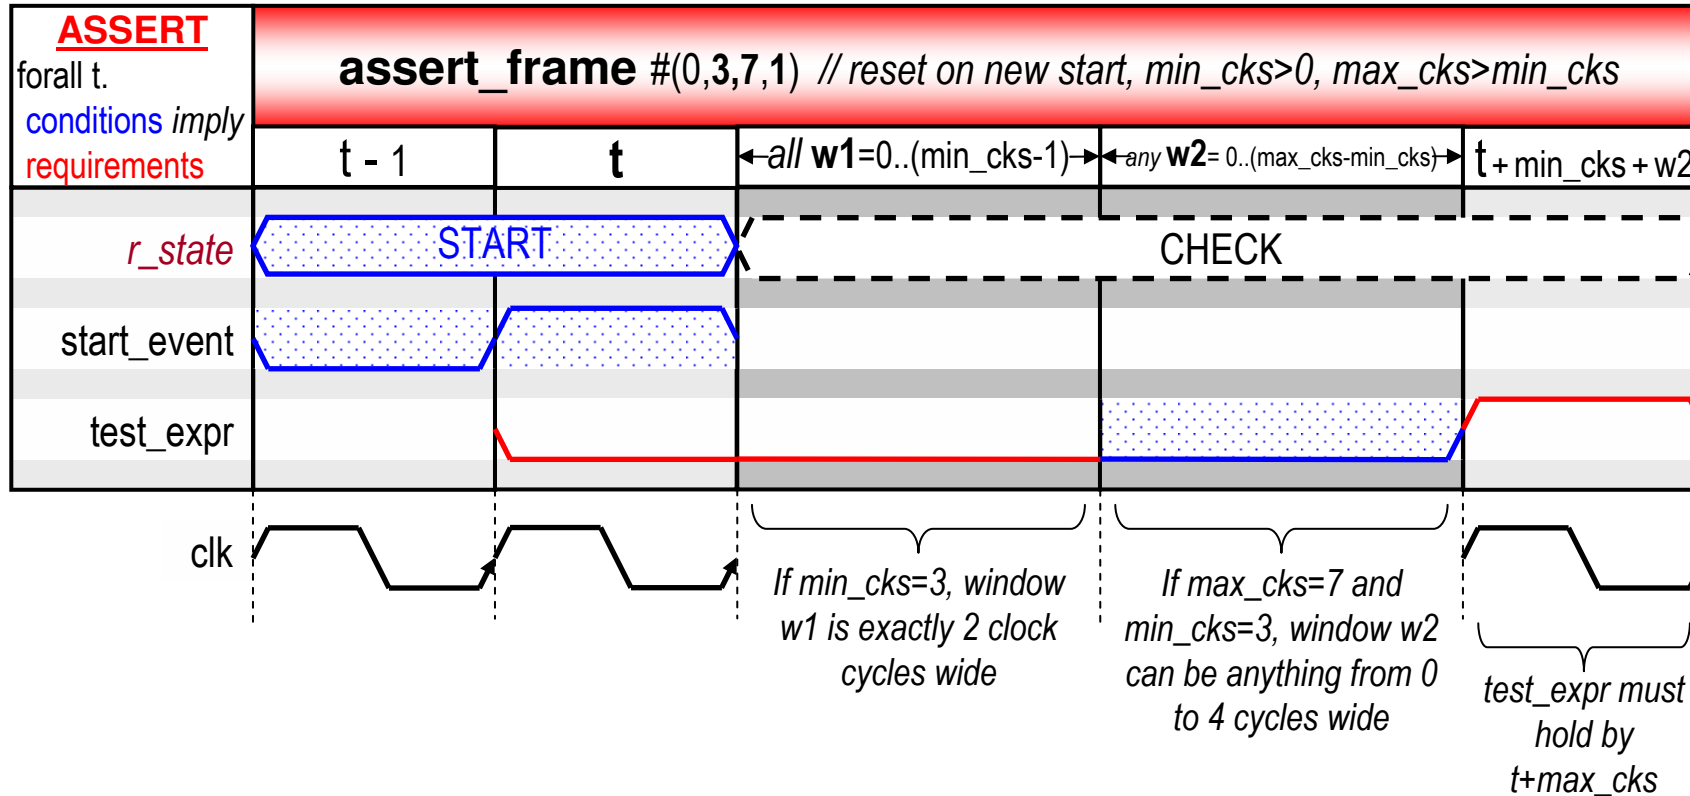 ASSERT
forall t.
conditions imply
requirements
assert_frame #(0,3,7,1) // reset on new start, min_cks>0, max_cks>min_cks
t - 1
t
all w1=0..(min_cks-1)
any w2= 0..(max_cks-min_cks)
t + min_cks + w2
r_state
START
CHECK
start_event
test_expr
clk
If min_cks=3, window
w1 is exactly 2 clock
cycles wide
If max_cks=7 and
min_cks=3, window w2
can be anything from 0
to 4 cycles wide
test_expr must
hold by
t+max_cks